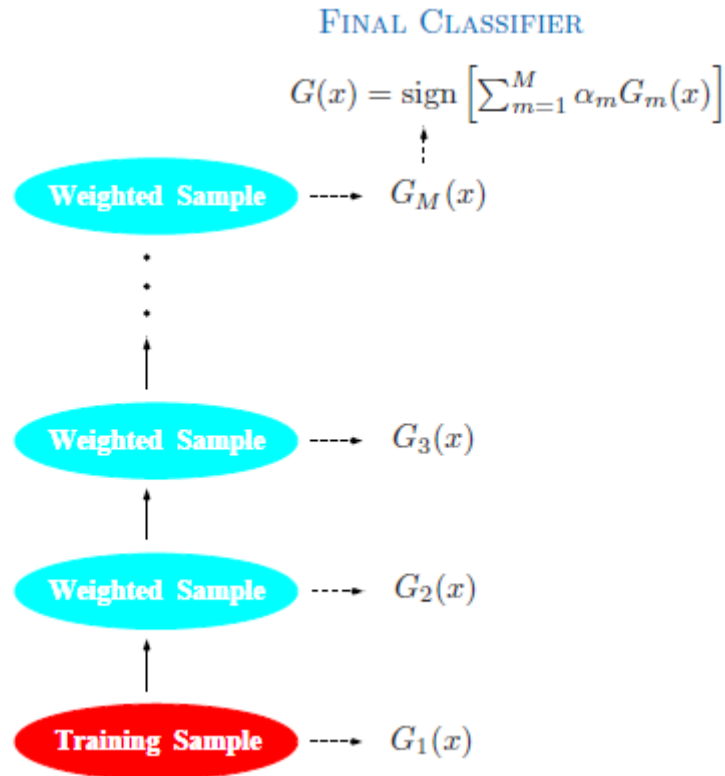 FINAL CLASSIFIER
G(x) = sign [∑_{m=1}^{M} α_m G_m(x)]
Weighted Sample G_M(x)
Weighted Sample G_3(x)
Weighted Sample G_2(x)
Training Sample G_1(x)